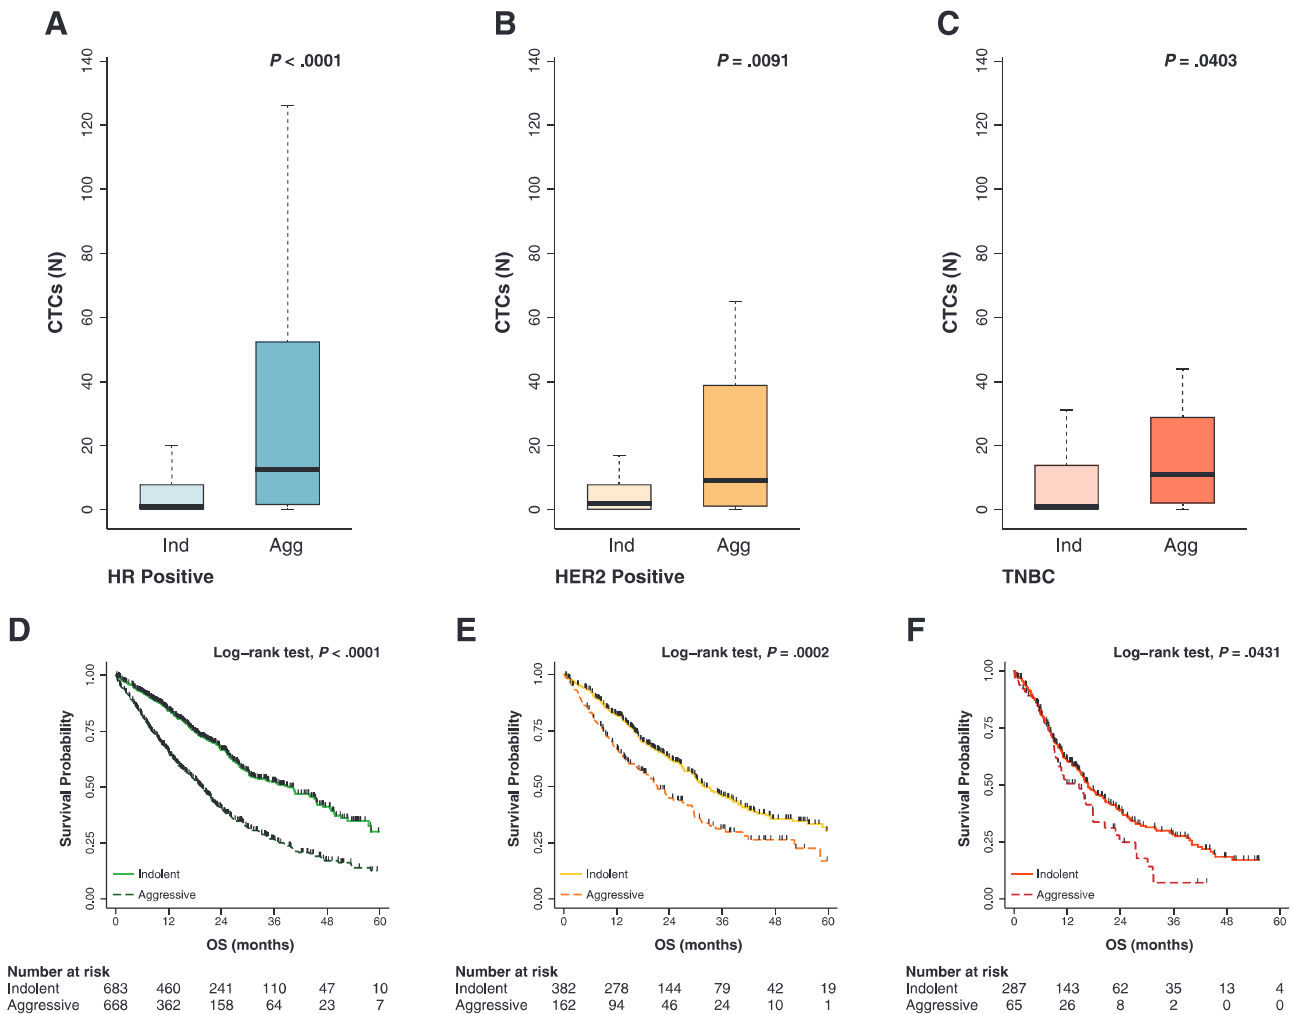 A
P < .0001
CTCs (N)
0 20 40 60 80 100 120 140
Ind Agg
HR Positive
B
P = .0091
CTCs (N)
0 20 40 60 80 100 120 140
Ind Agg
HER2 Positive
C
P = .0403
CTCs (N)
0 20 40 60 80 100 120 140
Ind Agg
TNBC
D
Log–rank test, P < .0001
Survival Probability
0.00 0.25 0.50 0.75 1.00
Indolent
Aggressive
0 12 24 36 48 60
OS (months)
Number at risk
Indolent 683 460 241 110 47 10
Aggressive 668 362 158 64 23 7
E
Log–rank test, P = .0002
Survival Probability
0.00 0.25 0.50 0.75 1.00
Indolent
Aggressive
0 12 24 36 48 60
OS (months)
Number at risk
Indolent 382 278 144 79 42 19
Aggressive 162 94 46 24 10 1
F
Log–rank test, P = .0431
Survival Probability
0.00 0.25 0.50 0.75 1.00
Indolent
Aggressive
0 12 24 36 48 60
OS (months)
Number at risk
Indolent 287 143 62 35 13 4
Aggressive 65 26 8 2 0 0